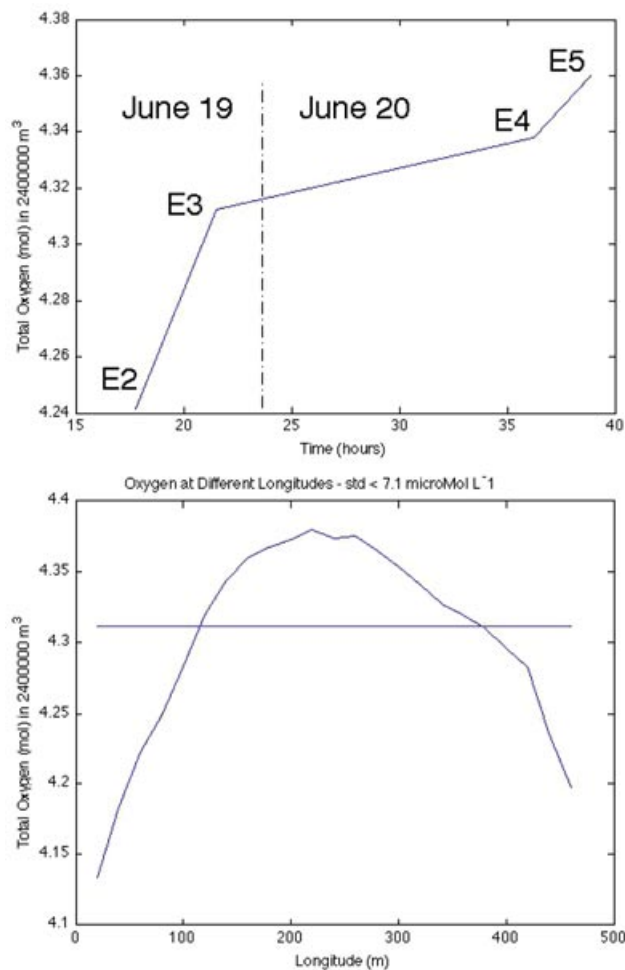 4.38
4.36
4.34
4.32
4.3
4.28
4.26
4.24
Total Oxygen (mol) in 2400000 m³
June 19 June 20
E2
E3
E4
E5
15 20 25 30 35 40
Time (hours)
Oxygen at Different Longitudes - std < 7.1 microMol L^-1
4.4
4.35
4.3
4.25
4.2
4.15
4.1
Total Oxygen (mol) in 2400000 m³
0 100 200 300 400 500
Longitude (m)